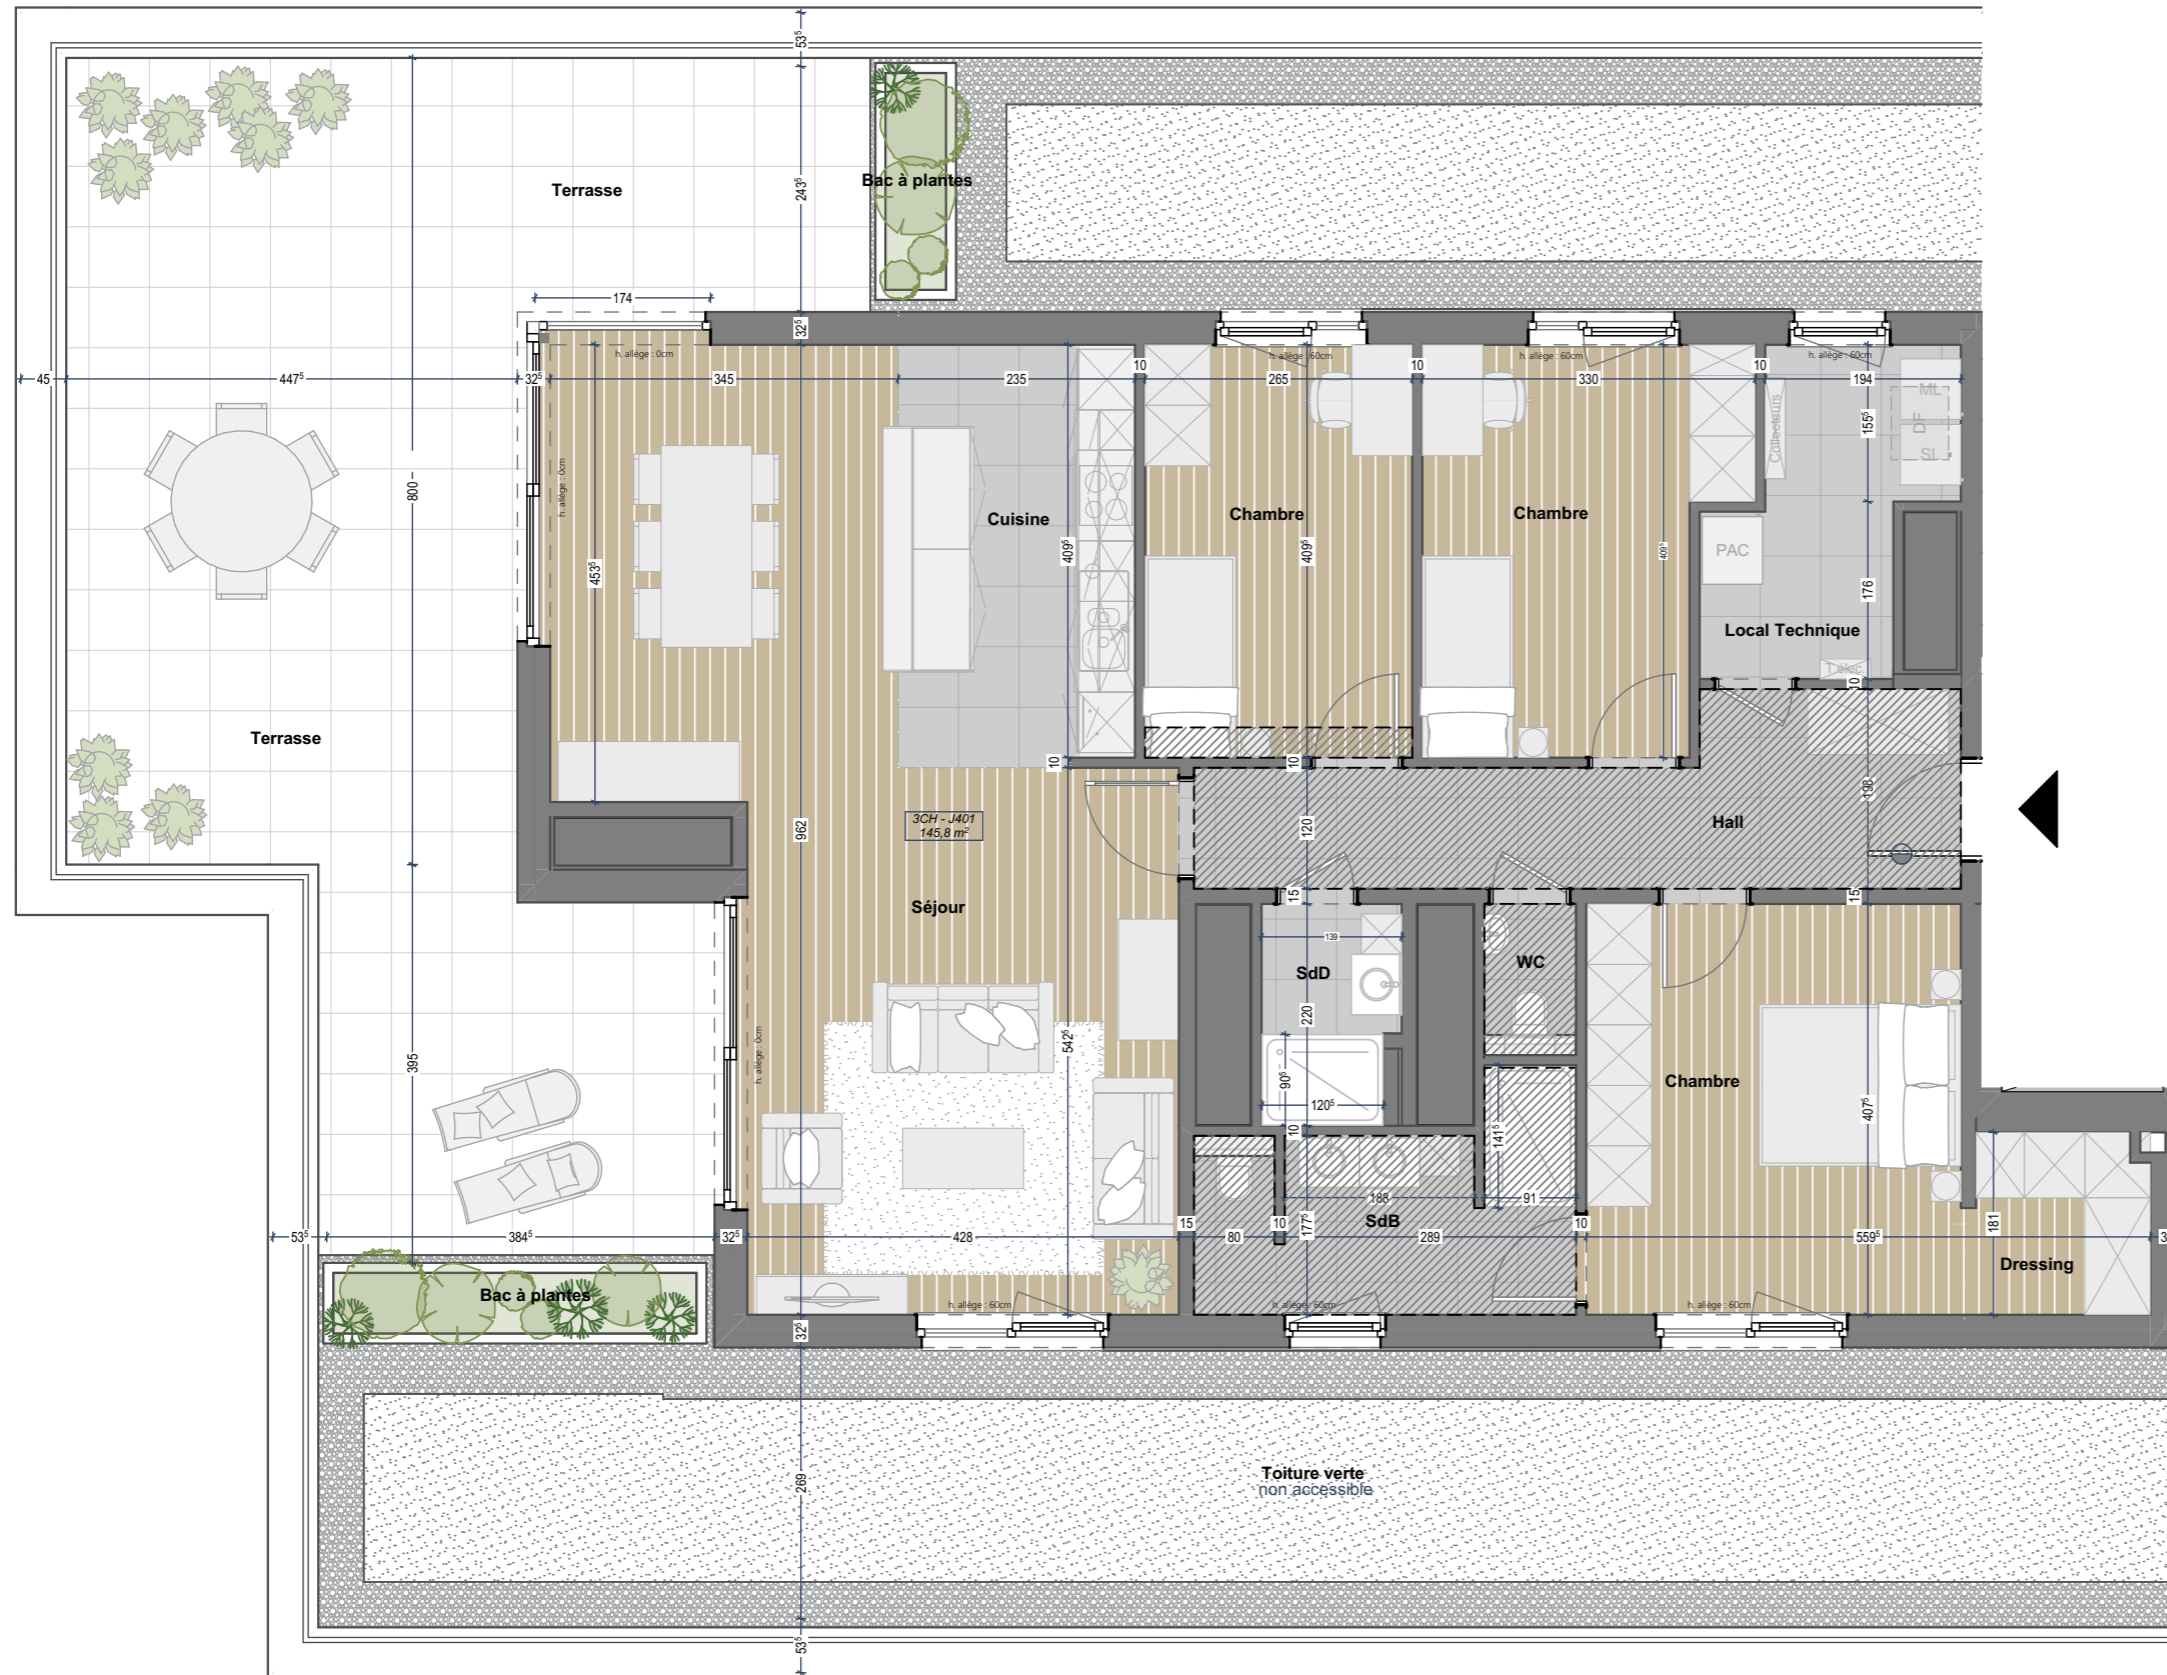 53⁵
Bac à plantes
Terrasse
243⁵
174
32⁵
h. allège : 0cm
h. allège : 60cm
h. allège : 60cm
h. allège : 60cm
45
447⁵
32⁵
345
235
10
265
10
330
10
194
ML
DF
SL
Collecteurs
155⁵
h. allège : 0cm
800
453⁵
Cuisine
409⁵
Chambre
409⁵
Chambre
409⁵
PAC
176
Local Technique
T.élec
10
Terrasse
10
10
198
3CH - J401
145,8 m²
962
120
Hall
15
15
Séjour
139
SdD
WC
220
h. allège : 0cm
542⁵
395
90⁵
120⁵
Chambre
407⁵
10
141⁵
188
91
SdB
181
53⁵
384⁵
32⁵
428
15
80
10
177⁵
289
10
559⁵
3
Dressing
Bac à plantes
h. allège : 60cm
h. allège : 60cm
h. allège : 60cm
32⁵
Toiture verte
non accessible
269
53⁵